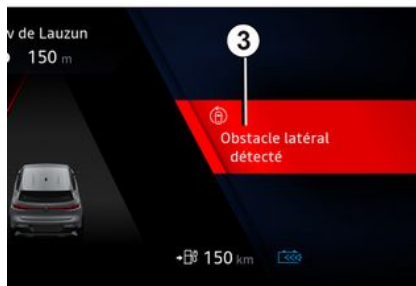 v de Lauzun
150 m
3
Obstacle latéral
détecté
150 km